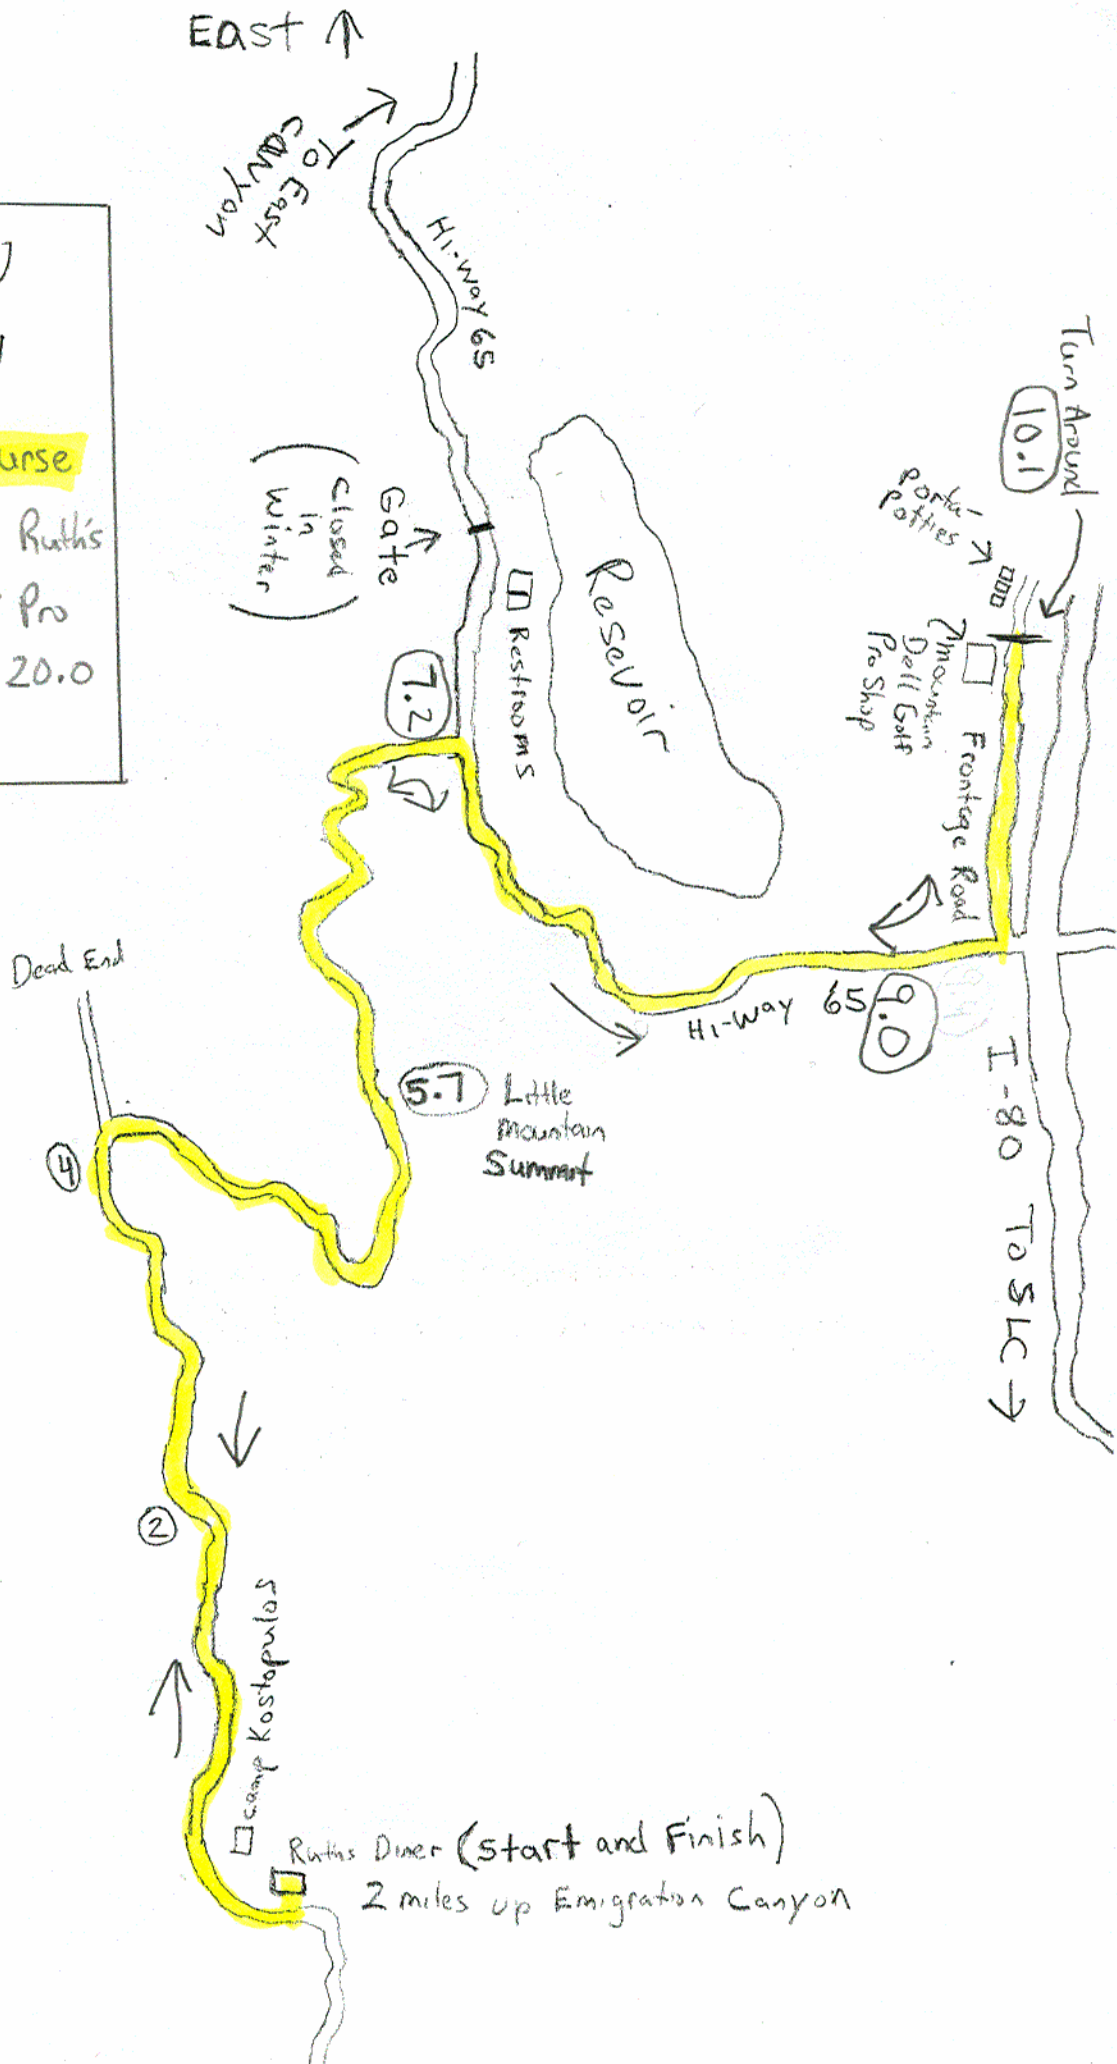 East ↑
To East
Canyon
Hi-way 65
urse
Ruth's
Pro
20.0
Gate
(Closed
in
Winter)
Restrooms
Resevoir
Turn Around
10.1
porta-
potties
Mountain
Dell Golf
Pro Shop
Frontage Road
7.2
Dead End
Hi-Way 65
9.0
I-80 To SLC →
5.7 Little
Mountain
Summit
4
2
Camp Kostopulos
Ruths Diner (Start and Finish)
2 miles up Emigration Canyon